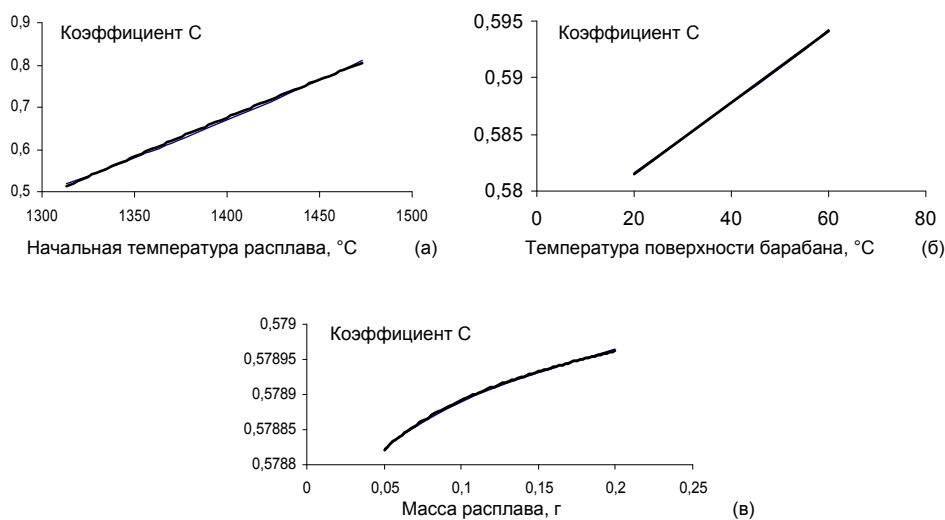 0,9
Коэффициент С
0,8
0,7
0,6
0,5
1300 1350 1400 1450 1500
Начальная температура расплава, °С (а)
0,595
Коэффициент С
0,59
0,585
0,58
0 20 40 60 80
Температура поверхности барабана, °С (б)
0,579
Коэффициент С
0,57895
0,5789
0,57885
0,5788
0 0,05 0,1 0,15 0,2 0,25
Масса расплава, г (в)